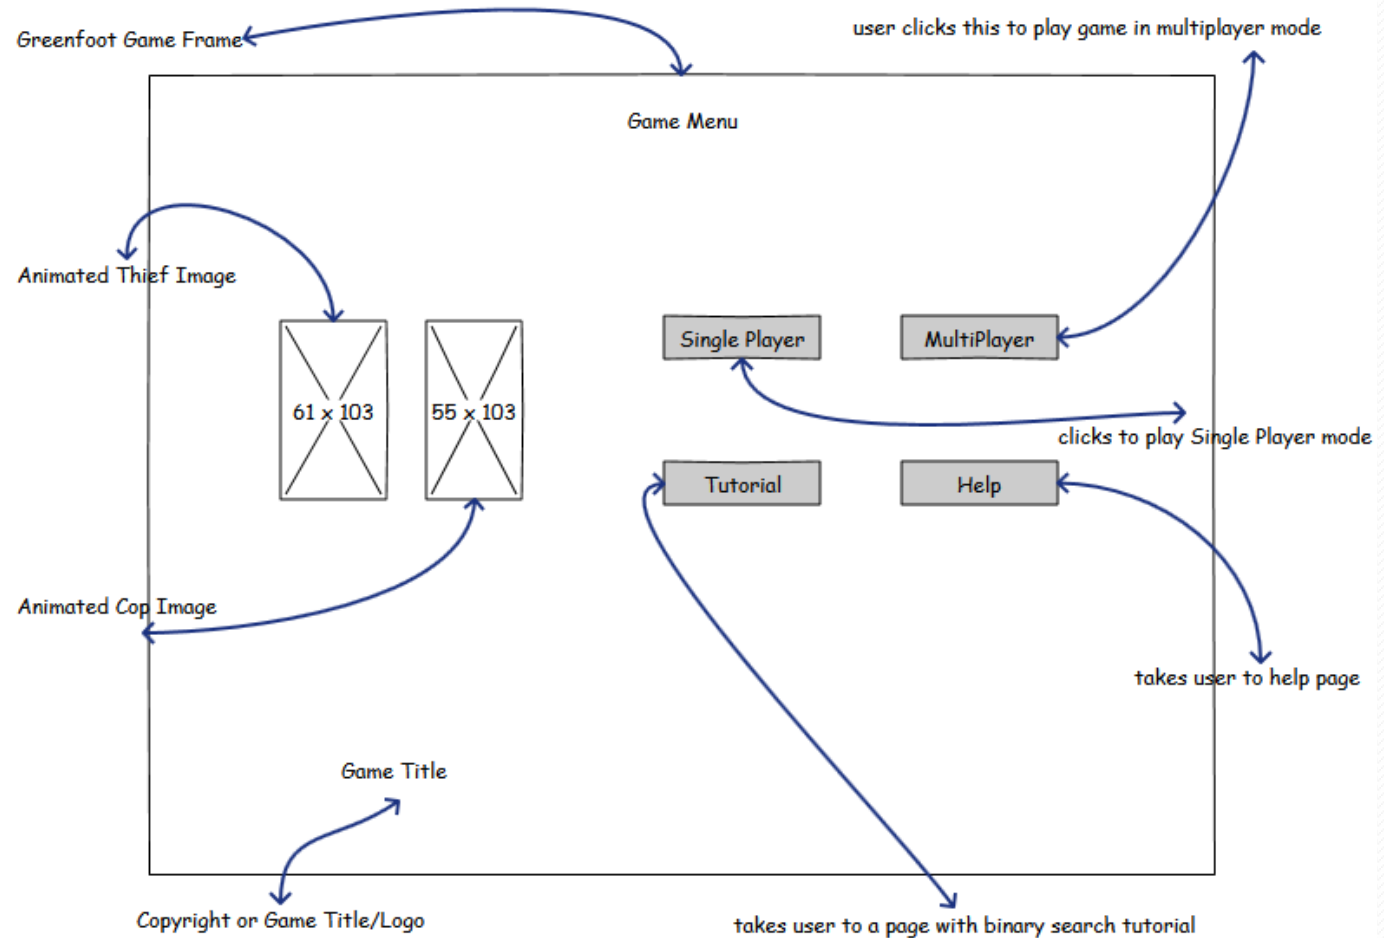 user clicks this to play game in multiplayer mode
Greenfoot Game Frame
Game Menu
Animated Thief Image
Single Player
MultiPlayer
61 x 103
55 x 103
clicks to play Single Player mode
Tutorial
Help
Animated Cop Image
takes user to help page
Game Title
Copyright or Game Title/Logo
takes user to a page with binary search tutorial